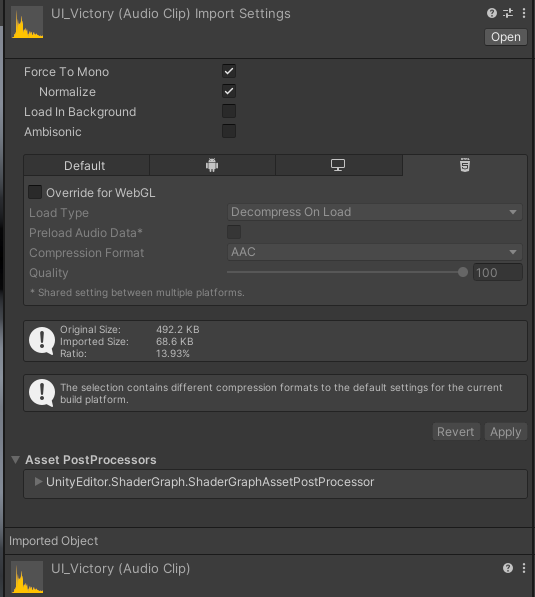 UI_Victory (Audio Clip) Import Settings
Open
Force To Mono
Normalize
Load In Background
Ambisonic
Default
Override for WebGL
Load Type Decompress On Load
Preload Audio Data*
Compression Format AAC
Quality 100
* Shared setting between multiple platforms.
Original Size: 492.2 KB
Imported Size: 68.6 KB
Ratio: 13.93%
The selection contains different compression formats to the default settings for the current
build platform.
Revert Apply
Asset PostProcessors
UnityEditor.ShaderGraph.ShaderGraphAssetPostProcessor
Imported Object
UI_Victory (Audio Clip)